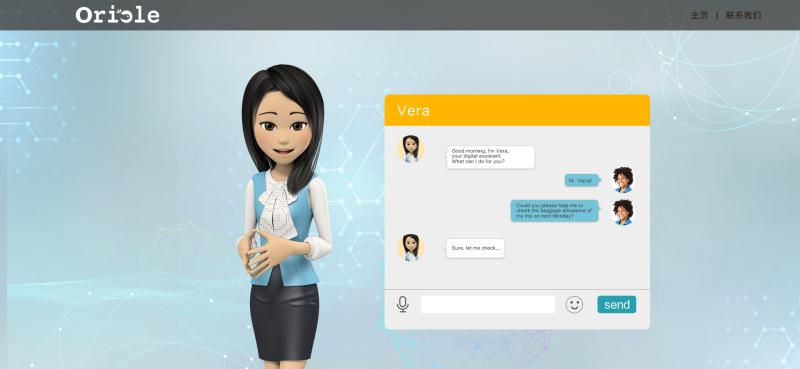 Oriole
主页 | 联系我们
Vera
Good morning, I'm Vera,
your digital assistant.
What can I do for you?
Hi Vera!
Could you please help me to
check the baggage allowance of
my trip on next Monday?
Sure, let me check...
send